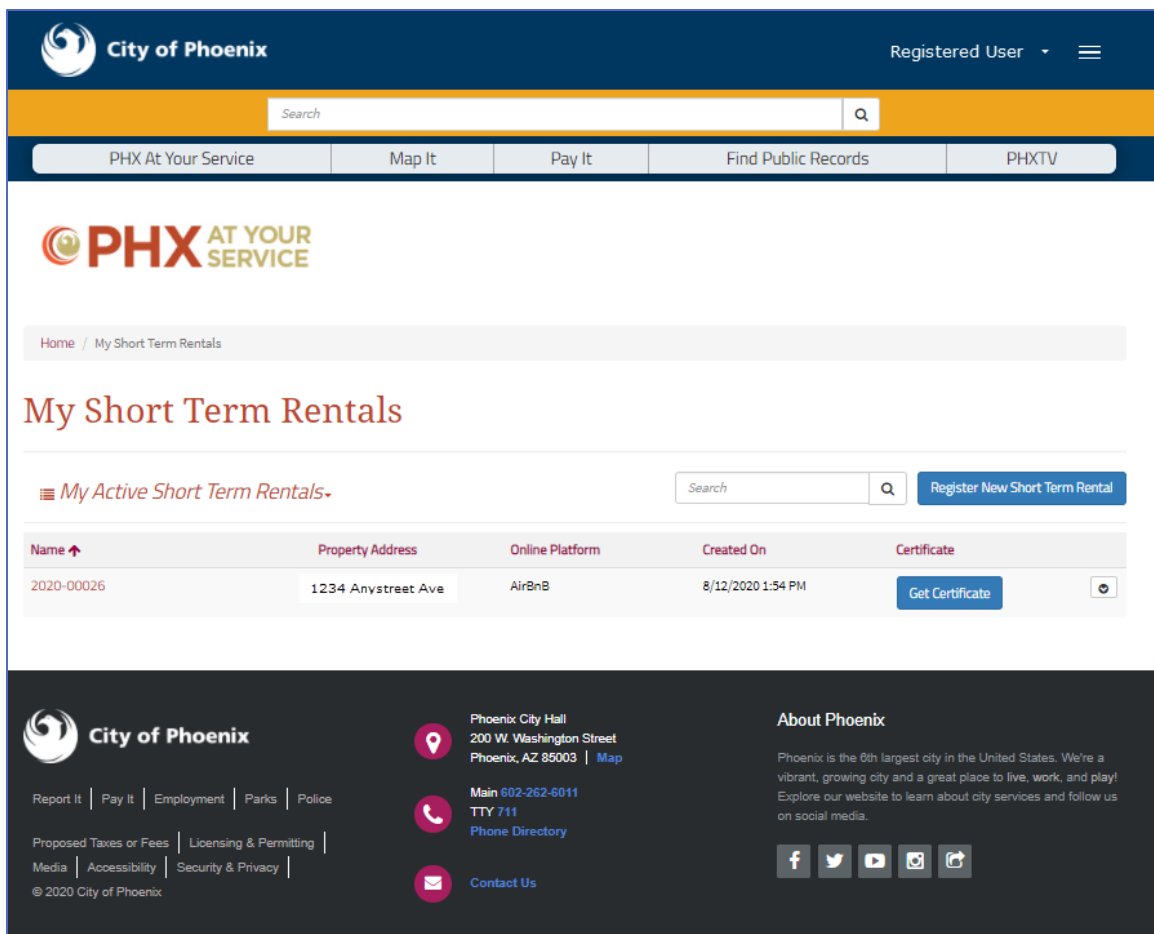 City of Phoenix
Registered User
Search
PHX At Your Service
Map It
Pay It
Find Public Records
PHXTV
PHX AT YOUR SERVICE
Home / My Short Term Rentals
My Short Term Rentals
My Active Short Term Rentals
Search
Register New Short Term Rental
Name Property Address Online Platform Created On Certificate
2020-00026 1234 Anystreet Ave AirBnB 8/12/2020 1:54 PM Get Certificate
City of Phoenix
Report It | Pay It | Employment | Parks | Police
Proposed Taxes or Fees | Licensing & Permitting |
Media | Accessibility | Security & Privacy |
© 2020 City of Phoenix
Phoenix City Hall
200 W. Washington Street
Phoenix, AZ 85003 | Map
Main 602-262-6011
TTY 711
Phone Directory
Contact Us
About Phoenix
Phoenix is the 6th largest city in the United States. We're a
vibrant, growing city and a great place to live, work, and play!
Explore our website to learn about city services and follow us
on social media.